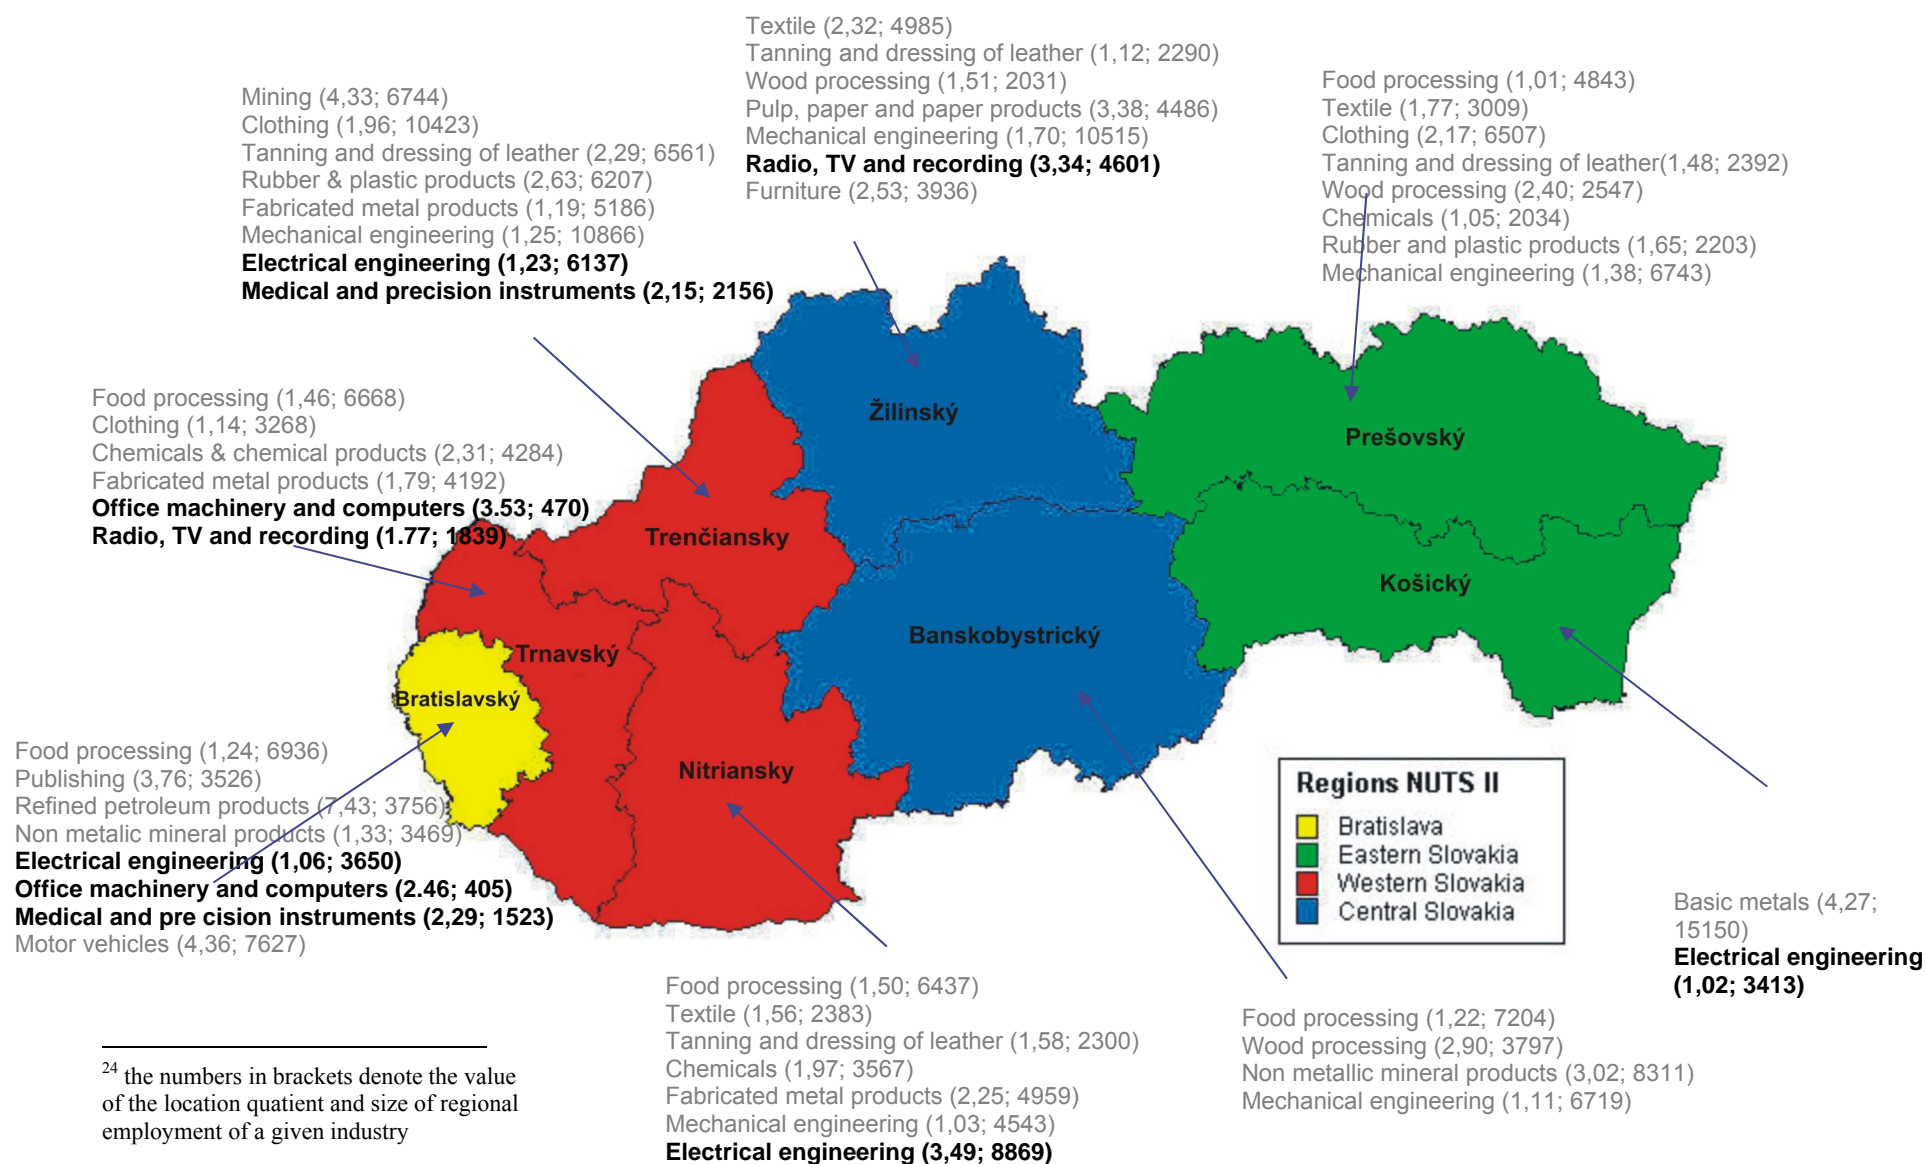 Textile (2,32; 4985)
Tanning and dressing of leather (1,12; 2290)
Wood processing (1,51; 2031)
Pulp, paper and paper products (3,38; 4486)
Mechanical engineering (1,70; 10515)
Radio, TV and recording (3,34; 4601)
Furniture (2,53; 3936)
Food processing (1,01; 4843)
Textile (1,77; 3009)
Clothing (2,17; 6507)
Tanning and dressing of leather(1,48; 2392)
Wood processing (2,40; 2547)
Chemicals (1,05; 2034)
Rubber and plastic products (1,65; 2203)
Mechanical engineering (1,38; 6743)
Mining (4,33; 6744)
Clothing (1,96; 10423)
Tanning and dressing of leather (2,29; 6561)
Rubber & plastic products (2,63; 6207)
Fabricated metal products (1,19; 5186)
Mechanical engineering (1,25; 10866)
Electrical engineering (1,23; 6137)
Medical and precision instruments (2,15; 2156)
Food processing (1,46; 6668)
Clothing (1,14; 3268)
Chemicals & chemical products (2,31; 4284)
Fabricated metal products (1,79; 4192)
Office machinery and computers (3.53; 470)
Radio, TV and recording (1.77; 1839)
Žilinský
Prešovský
Trenčiansky
Košický
Banskobystrický
Trnavský
Bratislavský
Nitriansky
Food processing (1,24; 6936)
Publishing (3,76; 3526)
Refined petroleum products (7,43; 3756)
Non metalic mineral products (1,33; 3469)
Electrical engineering (1,06; 3650)
Office machinery and computers (2.46; 405)
Medical and pre cision instruments (2,29; 1523)
Motor vehicles (4,36; 7627)
Regions NUTS II
Bratislava
Eastern Slovakia
Western Slovakia
Central Slovakia
Basic metals (4,27;
15150)
Electrical engineering
(1,02; 3413)
Food processing (1,50; 6437)
Textile (1,56; 2383)
Tanning and dressing of leather (1,58; 2300)
Chemicals (1,97; 3567)
Fabricated metal products (2,25; 4959)
Mechanical engineering (1,03; 4543)
Electrical engineering (3,49; 8869)
Food processing (1,22; 7204)
Wood processing (2,90; 3797)
Non metallic mineral products (3,02; 8311)
Mechanical engineering (1,11; 6719)
24 the numbers in brackets denote the value
of the location quatient and size of regional
employment of a given industry